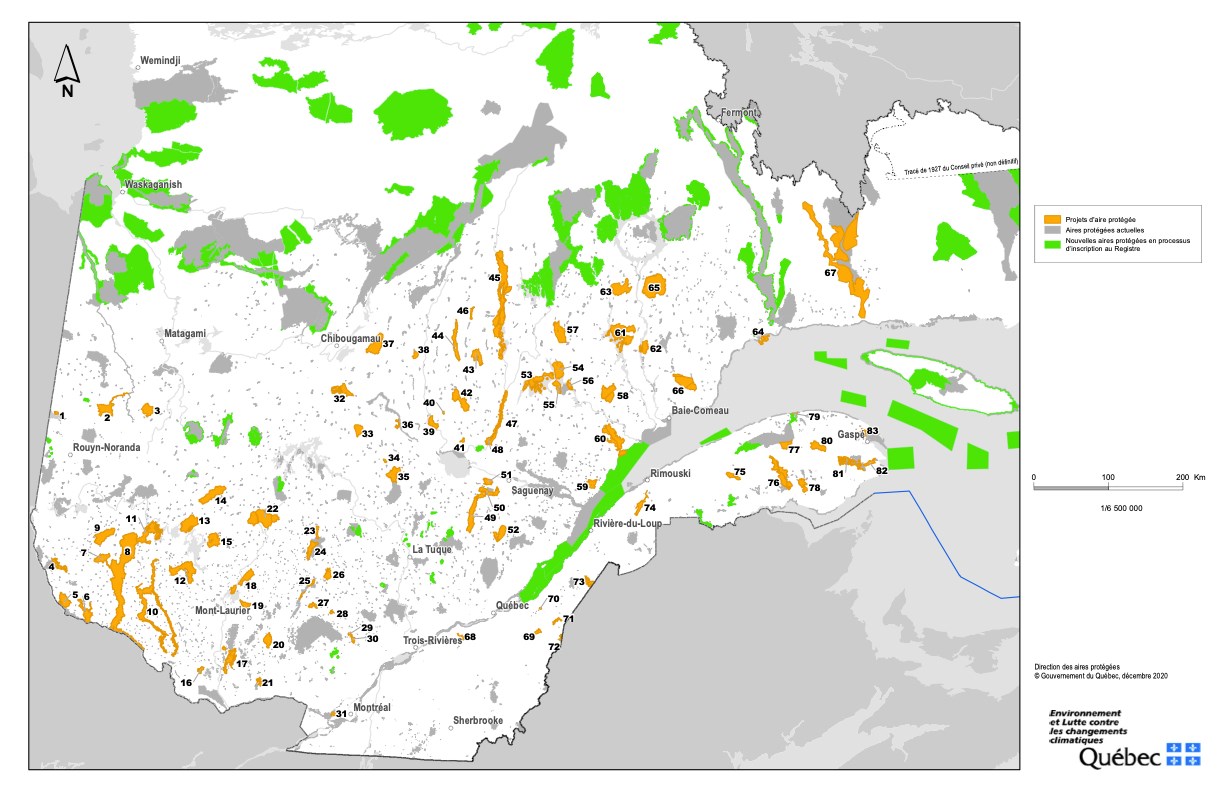 Wemindji
N
Fermont
Tracé de 1927 du Conseil privé (non définitif)
Waskaganish
Projets d'aire protégée
Aires protégées actuelles
Nouvelles aires protégées en processus
d'inscription au Registre
67
45
63
65
46
57
61
64
Matagami
44
Chibougamau
37
38
62
43
54
53
56
66
32
42
55
58
1
2
3
40
47
Baie-Comeau
79
36
39
33
60
83
Gaspé
80
Rouyn-Noranda
41
48
77
34
35
51
Rimouski
75
81
82
0
100
200
Km
Saguenay
59
76
78
14
50
74
1/6 500 000
22
49
11
13
9
23
52
Rivière-du-Loup
15
7
8
24
La Tuque
4
12
26
25
73
18
5
6
10
Mont-Laurier
19
27
28
Québec
70
71
29
30
Trois-Rivières
68
69
20
72
17
16
21
Direction des aires protégées
© Gouvernement du Québec, décembre 2020
31
Montréal
Sherbrooke
Environnement
et Lutte contre
les changements
climatiques
Québec